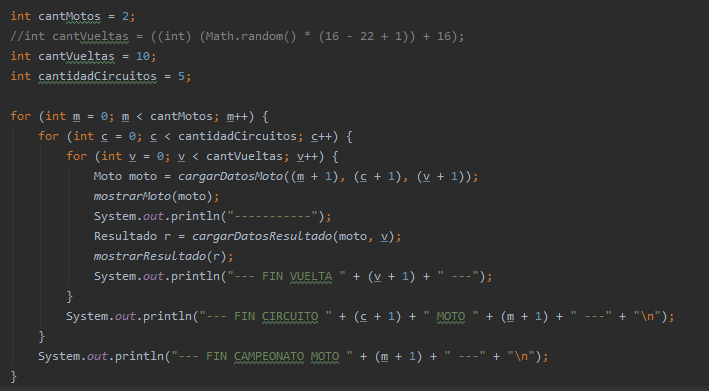 int cantMotos = 2;
//int cantVueltas = ((int) (Math.random() * (16 - 22 + 1)) + 16);
int cantVueltas = 10;
int cantidadCircuitos = 5;

for (int m = 0; m < cantMotos; m++) {
    for (int c = 0; c < cantidadCircuitos; c++) {
        for (int v = 0; v < cantVueltas; v++) {
            Moto moto = cargarDatosMoto((m + 1), (c + 1), (v + 1));
            mostrarMoto(moto);
            System.out.println("-----------");
            Resultado r = cargarDatosResultado(moto, v);
            mostrarResultado(r);
            System.out.println("--- FIN VUELTA " + (v + 1) + " ---");
        }
        System.out.println("--- FIN CIRCUITO " + (c + 1) + " MOTO " + (m + 1) + " ---" + "\n");
    }
    System.out.println("--- FIN CAMPEONATO MOTO " + (m + 1) + " ---" + "\n");
}